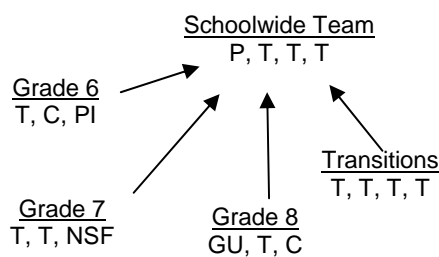 Schoolwide Team
P, T, T, T
Grade 6
T, C, PI
Transitions
T, T, T, T
Grade 7
T, T, NSF
Grade 8
GU, T, C